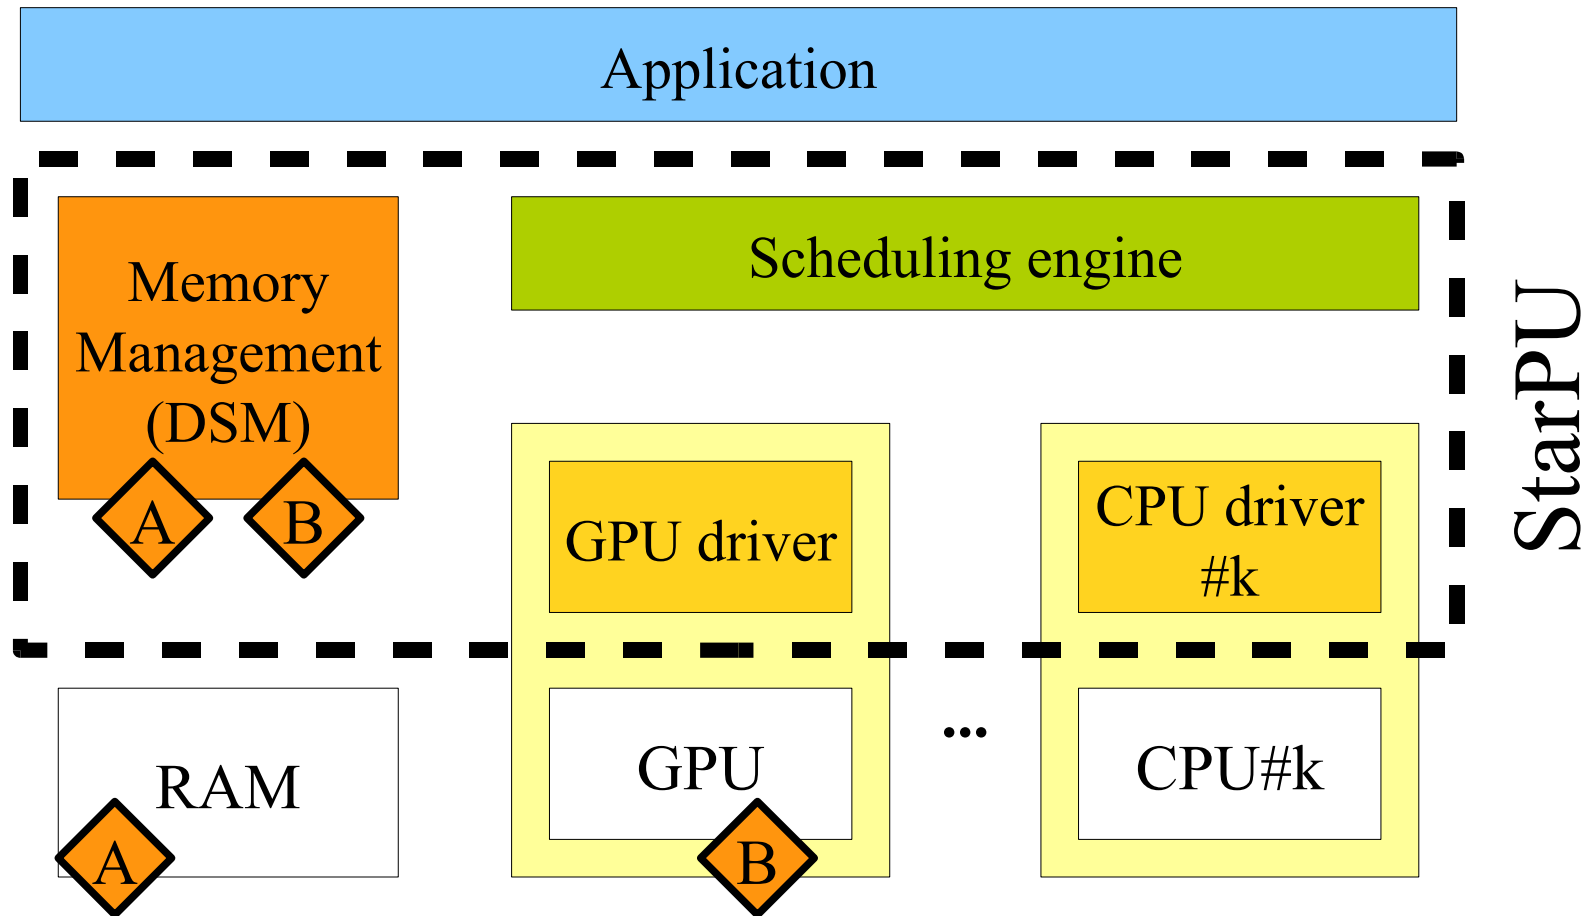 Application
Memory
Management
(DSM)
A
B
Scheduling engine
GPU driver
CPU driver
#k
StarPU
RAM
A
GPU
B
...
CPU#k